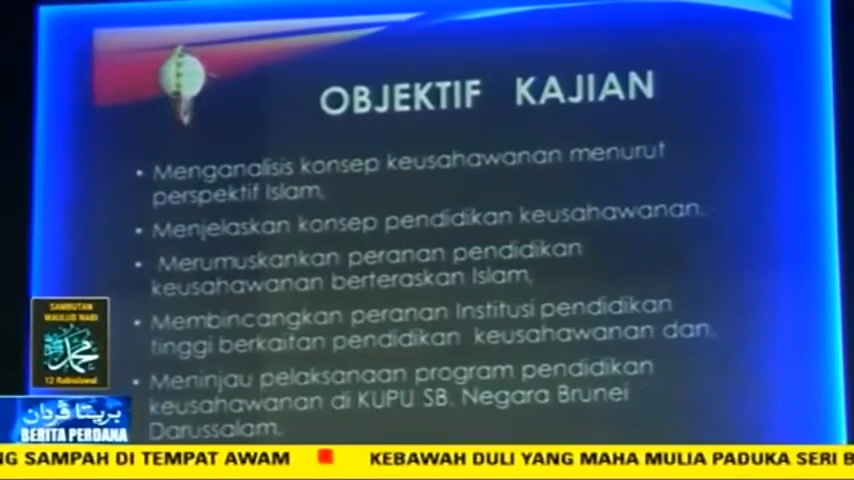 OBJEKTIF KAJIAN
• Menganalisis konsep keusahawanan menurut
perspektif Islam.
• Menjelaskan konsep pendidikan keusahawanan.
• Merumuskankan peranan pendidikan
keusahawanan berteraskan Islam.
• Membincangkan peranan Institusi pendidikan
tinggi berkaitan pendidikan keusahawanan dan.
• Meninjau pelaksanaan program pendidikan
keusahawanan di KUPU SB. Negara Brunei
Darussalam.
SAMBUTAN
MAULUD NABI
محمد
12 Rabiulawal
بريتا ڤردان
BERITA PERDANA
NG SAMPAH DI TEMPAT AWAM KEBAWAH DULI YANG MAHA MULIA PADUKA SERI B